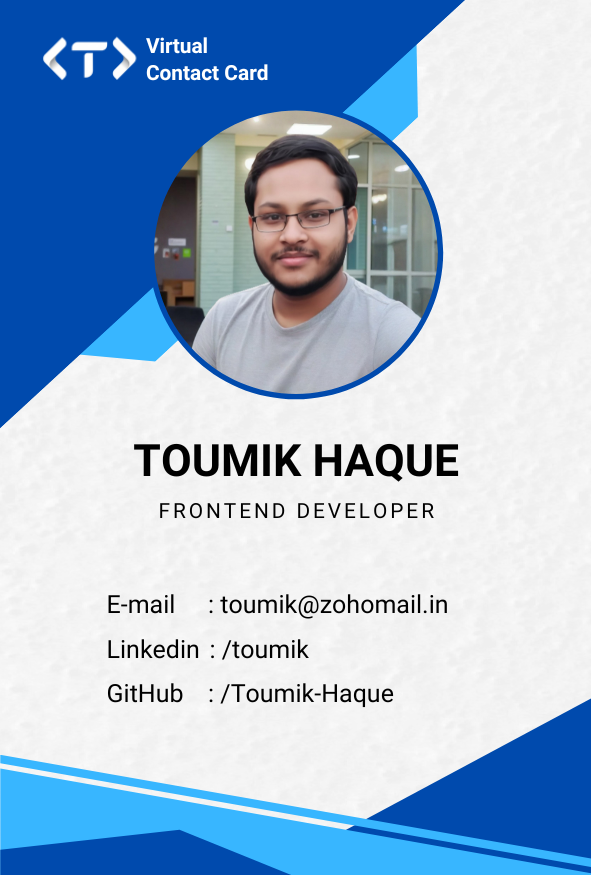 <T> Virtual
Contact Card
TOUMIK HAQUE
FRONTEND DEVELOPER
E-mail : toumik@zohomail.in
Linkedin : /toumik
GitHub : /Toumik-Haque